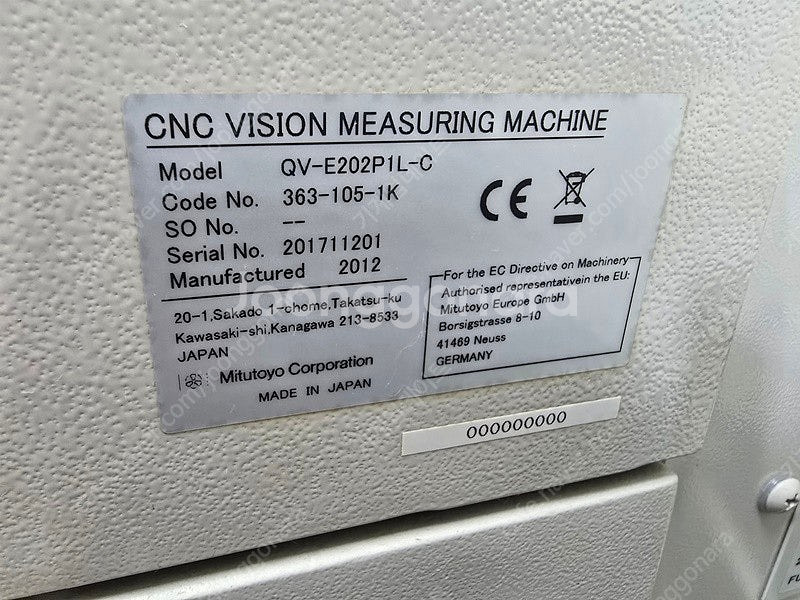 CNC VISION MEASURING MACHINE
Model QV-E202P1L-C
Code No. 363-105-1K
SO No. --
Serial No. 201711201
Manufactured 2012
20-1,Sakado 1-chome,Takatsu-ku
Kawasaki-shi,Kanagawa 213-8533
JAPAN
Mitutoyo Corporation
MADE IN JAPAN
CE
For the EC Directive on Machinery
Authorised representativein the EU:
Mitutoyo Europe GmbH
Borsigstrasse 8-10
41469 Neuss
GERMANY
000000000
joonggonara